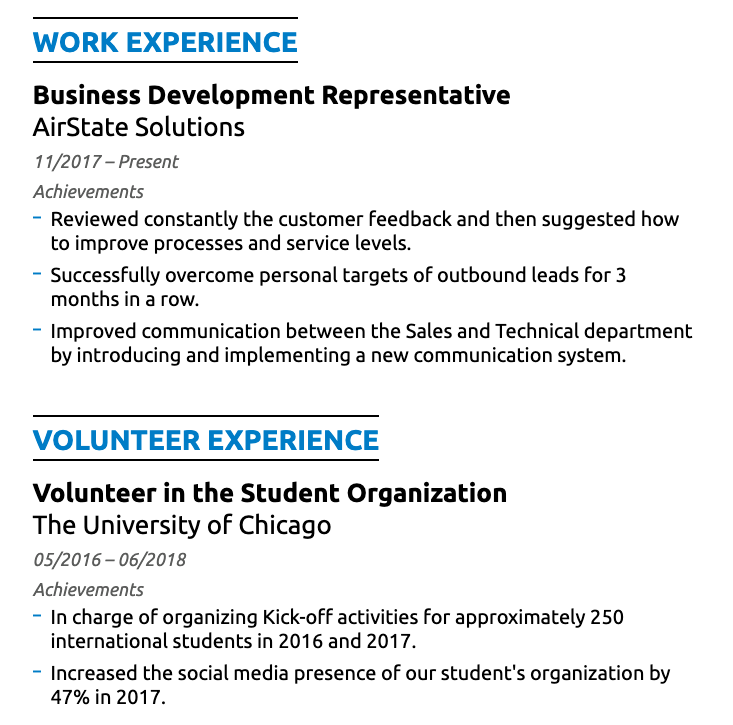 WORK EXPERIENCE
Business Development Representative
AirState Solutions
11/2017 – Present
Achievements
– Reviewed constantly the customer feedback and then suggested how
to improve processes and service levels.
– Successfully overcome personal targets of outbound leads for 3
months in a row.
– Improved communication between the Sales and Technical department
by introducing and implementing a new communication system.
VOLUNTEER EXPERIENCE
Volunteer in the Student Organization
The University of Chicago
05/2016 – 06/2018
Achievements
– In charge of organizing Kick-off activities for approximately 250
international students in 2016 and 2017.
– Increased the social media presence of our student's organization by
47% in 2017.